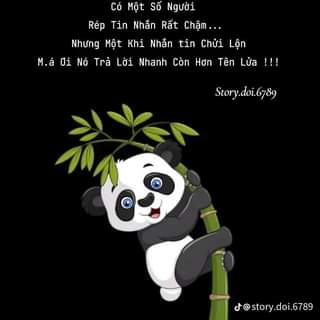 Có Một Số Người
Rép Tin Nhắn Rất Chậm...
Nhưng Một Khi Nhắn tin Chửi Lộn
M.á Ơi Nó Trả Lời Nhanh Còn Hơn Tên Lửa !!!
Story.doi.6789
@story.doi.6789